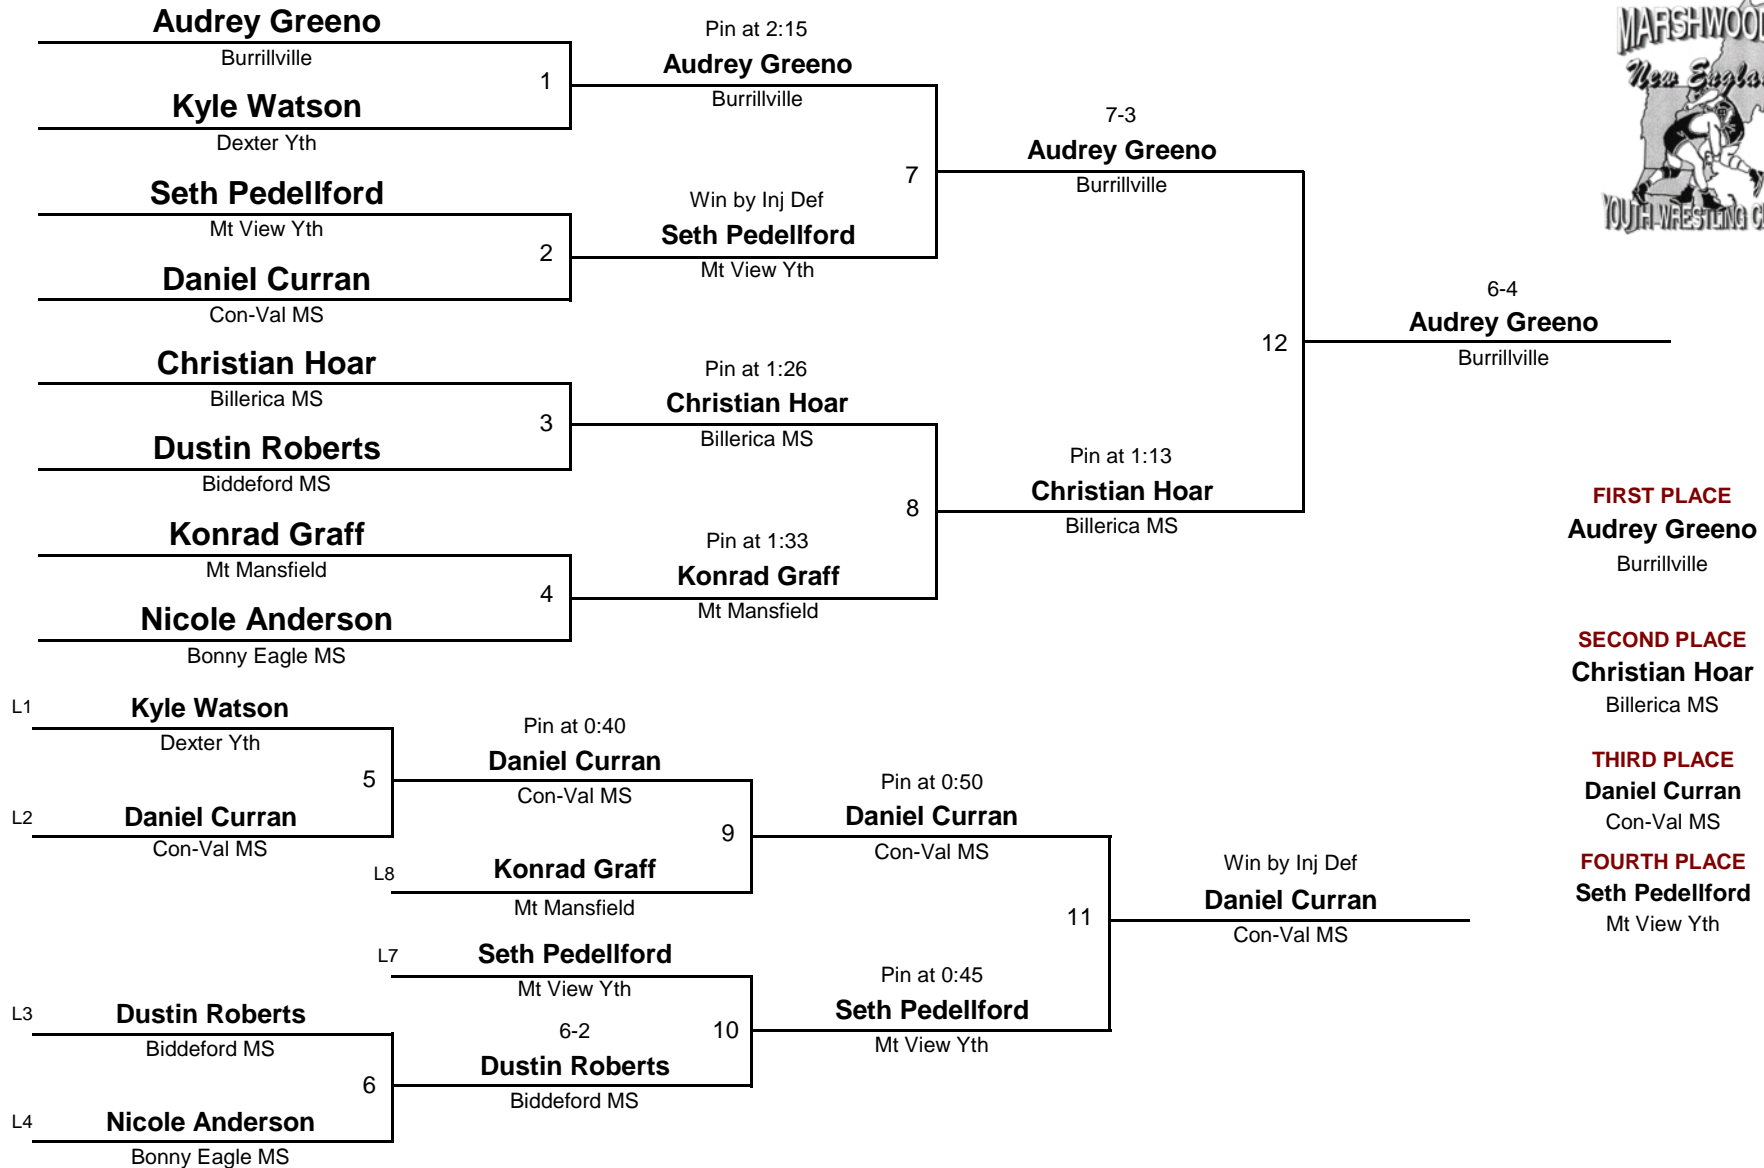 Audrey Greeno
Burrillville
1
Kyle Watson
Dexter Yth
Seth Pedellford
Mt View Yth
2
Daniel Curran
Con-Val MS
Christian Hoar
Billerica MS
3
Dustin Roberts
Biddeford MS
Konrad Graff
Mt Mansfield
4
Nicole Anderson
Bonny Eagle MS
Pin at 2:15
Audrey Greeno
Burrillville
7
Win by Inj Def
Seth Pedellford
Mt View Yth
Pin at 1:26
Christian Hoar
Billerica MS
8
Pin at 1:33
Konrad Graff
Mt Mansfield
7-3
Audrey Greeno
Burrillville
12
Pin at 1:13
Christian Hoar
Billerica MS
6-4
Audrey Greeno
Burrillville
New
YOUTH WRESTLING
FIRST PLACE
Audrey Greeno
Burrillville
SECOND PLACE
Christian Hoar
Billerica MS
THIRD PLACE
Daniel Curran
Con-Val MS
FOURTH PLACE
Seth Pedellford
Mt View Yth
L1
Kyle Watson
Dexter Yth
5
L2
Daniel Curran
Con-Val MS
L3
Dustin Roberts
Biddeford MS
6
L4
Nicole Anderson
Bonny Eagle MS
Pin at 0:40
Daniel Curran
Con-Val MS
9
L8
Konrad Graff
Mt Mansfield
L7
Seth Pedellford
Mt View Yth
10
6-2
Dustin Roberts
Biddeford MS
Pin at 0:50
Daniel Curran
Con-Val MS
11
Pin at 0:45
Seth Pedellford
Mt View Yth
Win by Inj Def
Daniel Curran
Con-Val MS